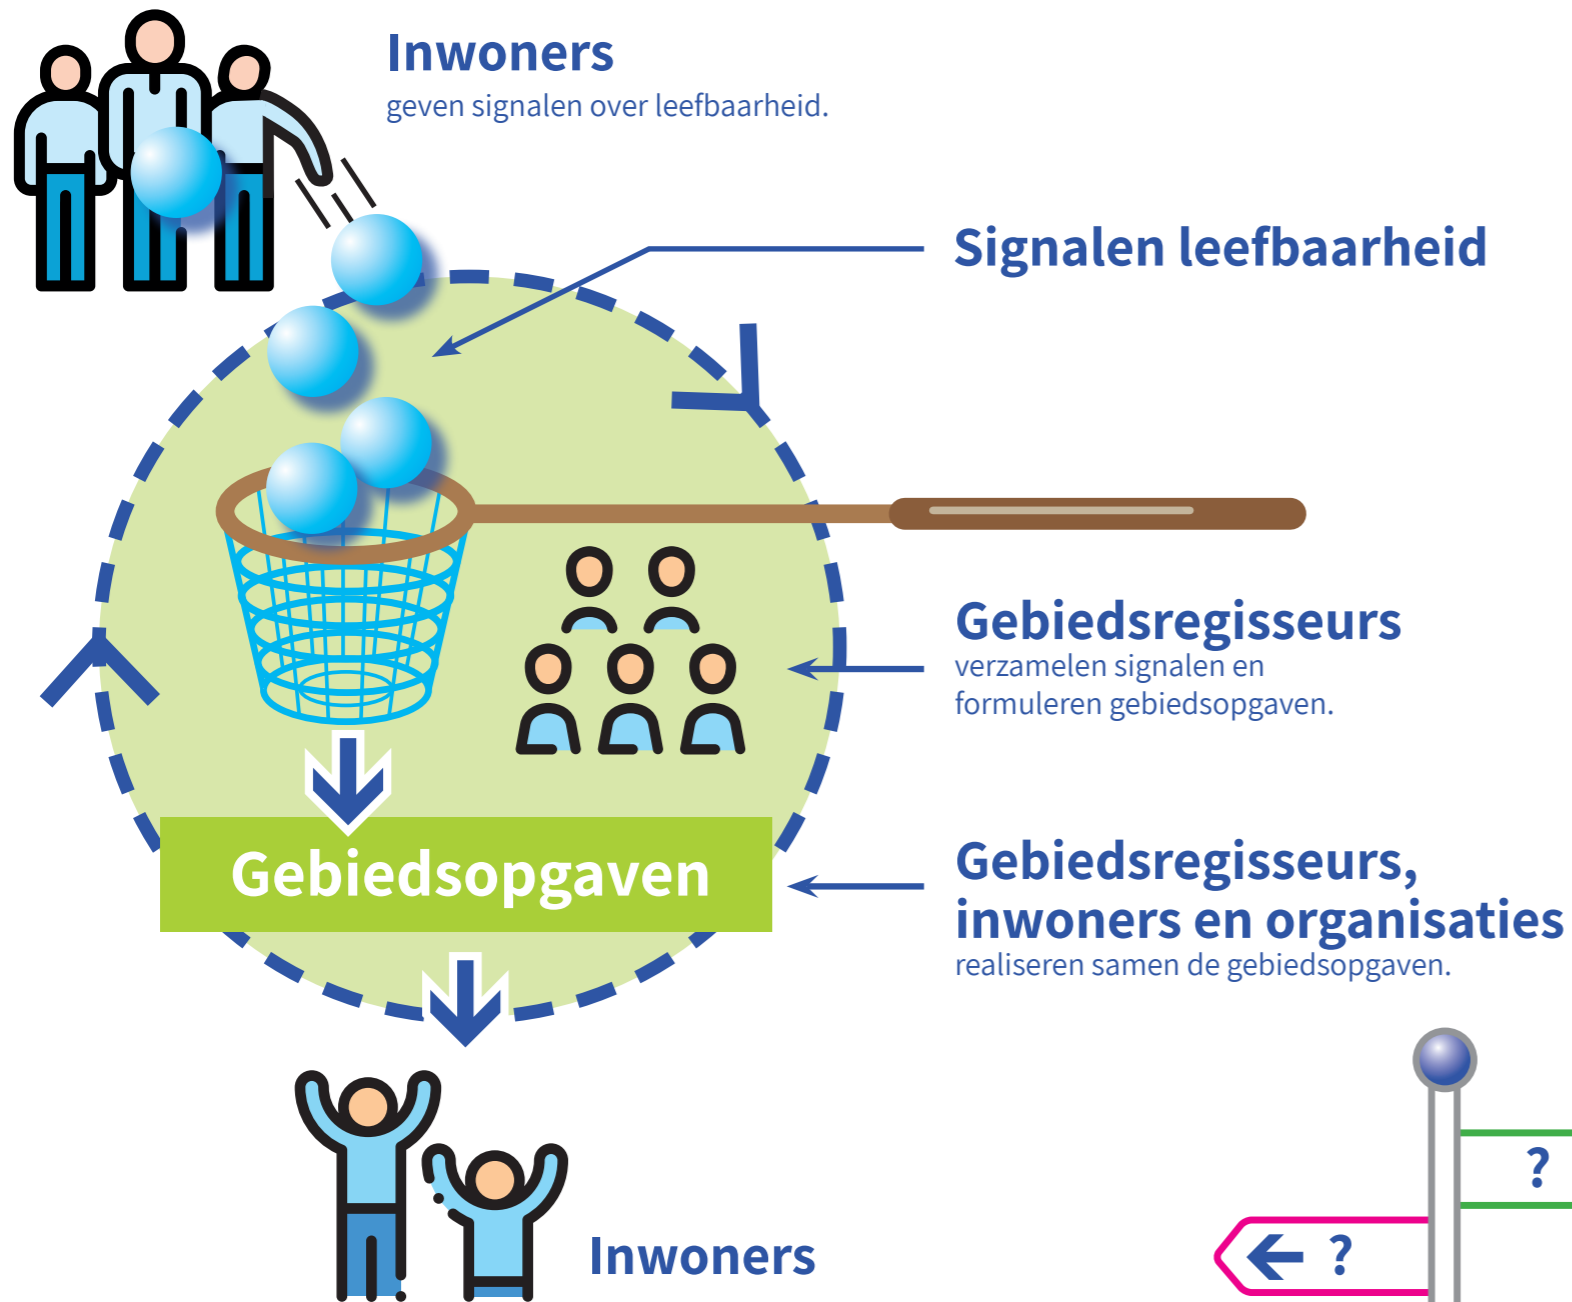 Inwoners
geven signalen over leefbaarheid.
Signalen leefbaarheid
Gebiedsregisseurs
verzamelen signalen en
formuleren gebiedsopgaven.
Gebiedsopgaven
Gebiedsregisseurs,
inwoners en organisaties
realiseren samen de gebiedsopgaven.
?
?
Inwoners